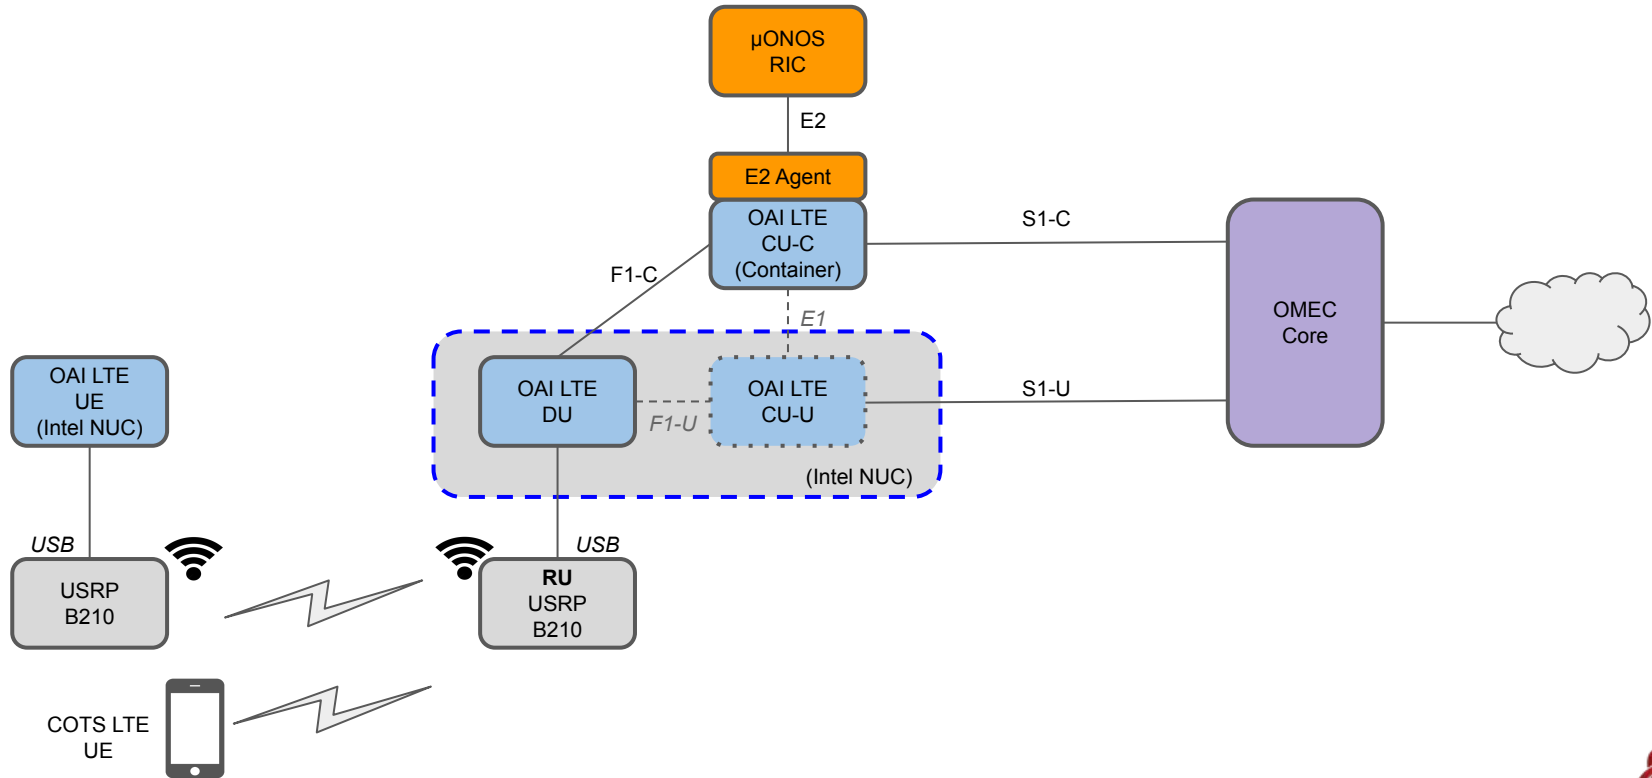 µONOS
RIC
E2
E2 Agent
OAI LTE
CU-C
(Container)
S1-C
F1-C
E1
OMEC
Core
OAI LTE
UE
(Intel NUC)
OAI LTE
DU
F1-U
OAI LTE
CU-U
S1-U
(Intel NUC)
USB
USB
USRP
B210
RU
USRP
B210
COTS LTE
UE